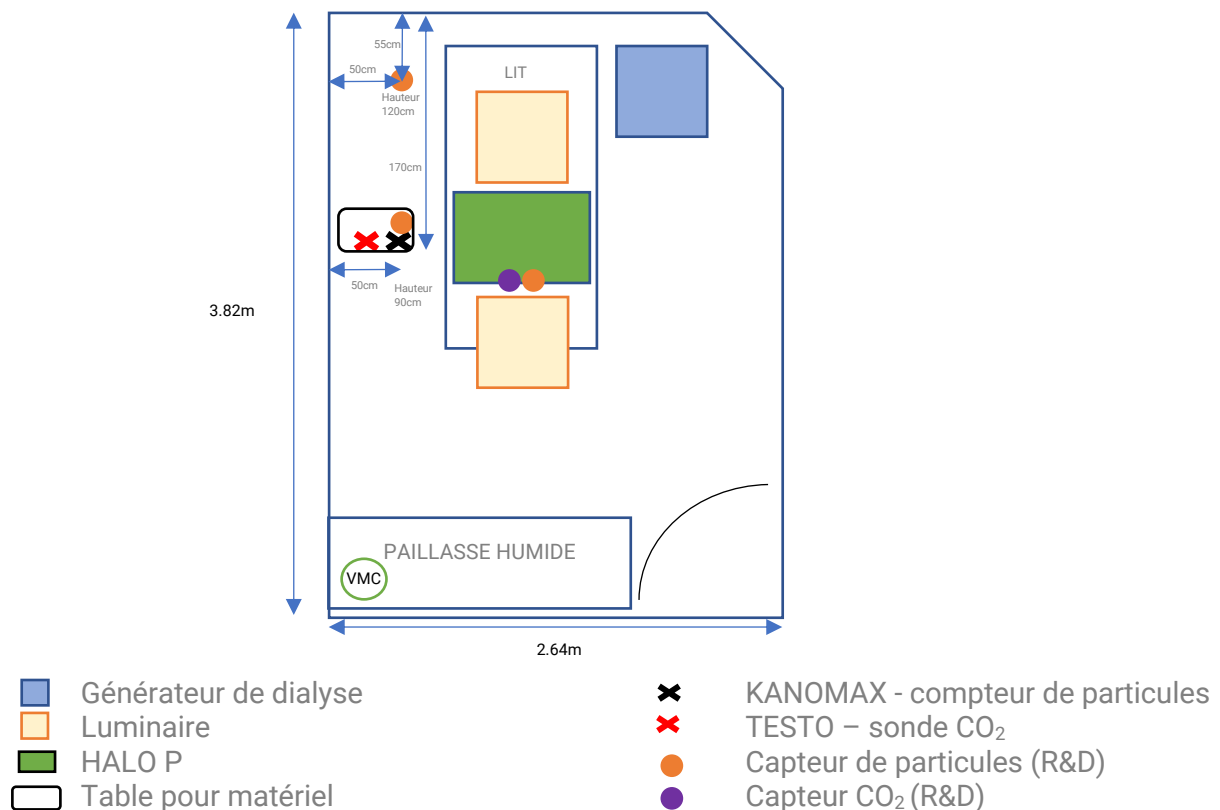 55cm
50cm
LIT
Hauteur
120cm
170cm
50cm
Hauteur
90cm
3.82m
PAILLASSE HUMIDE
VMC
2.64m
Générateur de dialyse
Luminaire
HALO P
Table pour matériel
KANOMAX - compteur de particules
TESTO – sonde CO₂
Capteur de particules (R&D)
Capteur CO₂ (R&D)